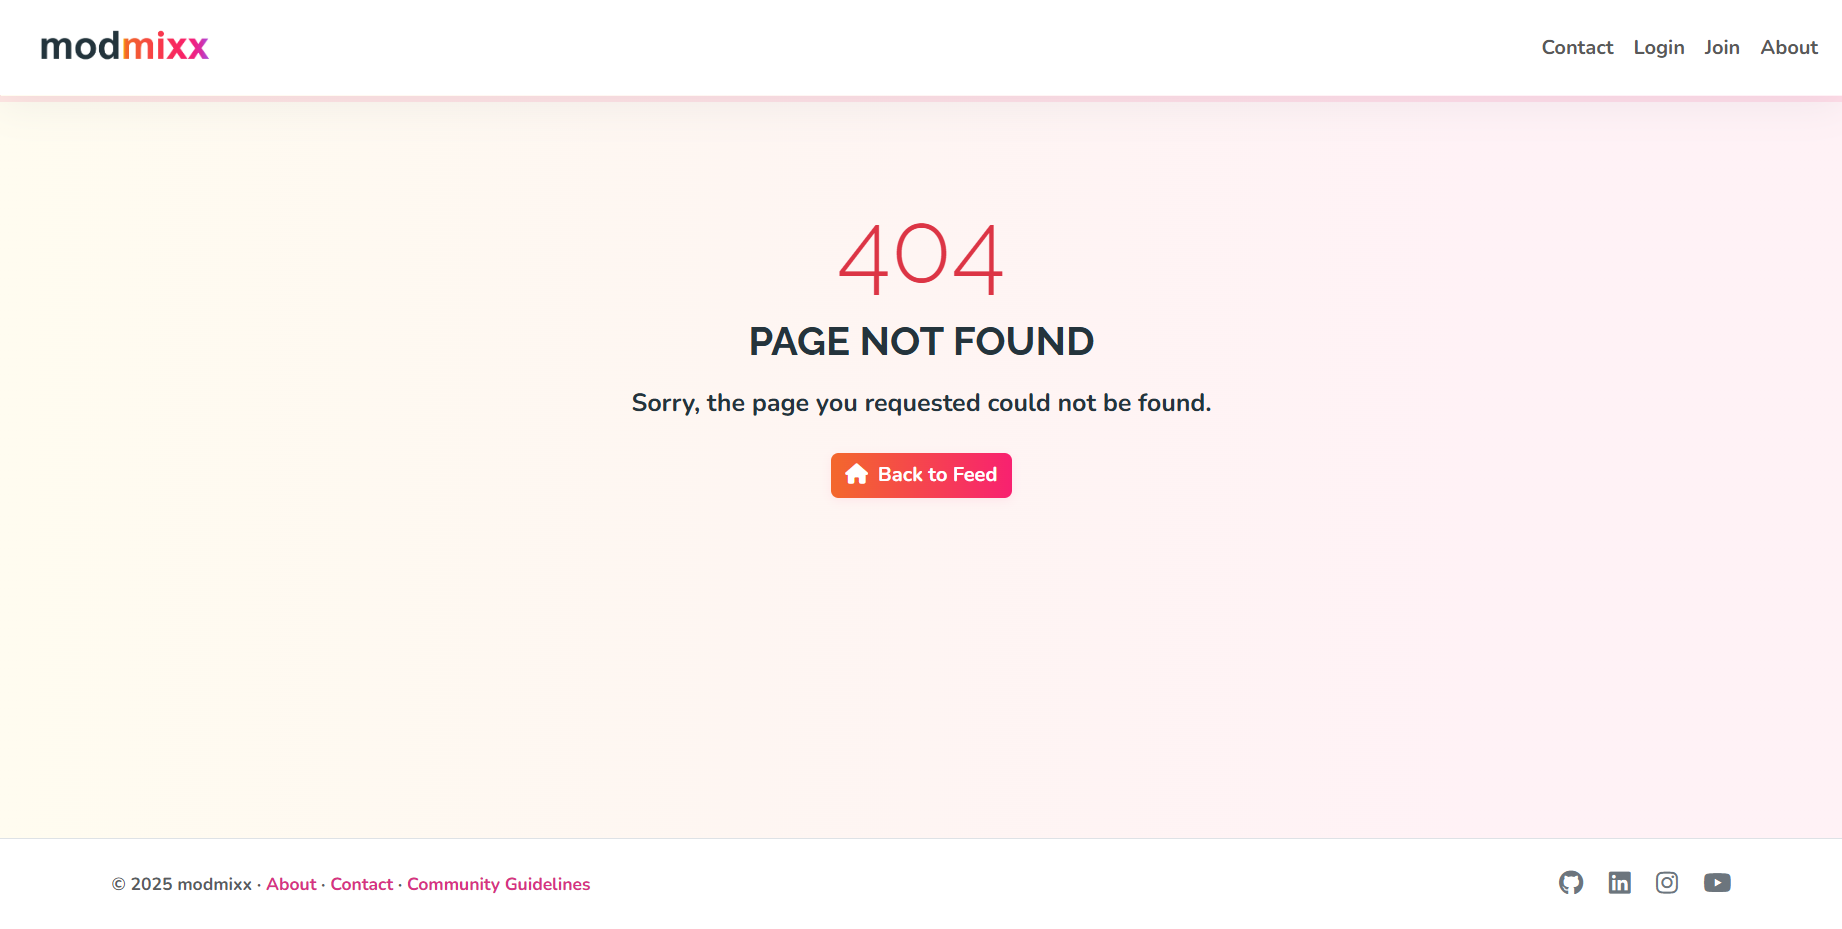 modmixx
Contact Login Join About
404
PAGE NOT FOUND
Sorry, the page you requested could not be found.
Back to Feed
© 2025 modmixx · About · Contact · Community Guidelines
in